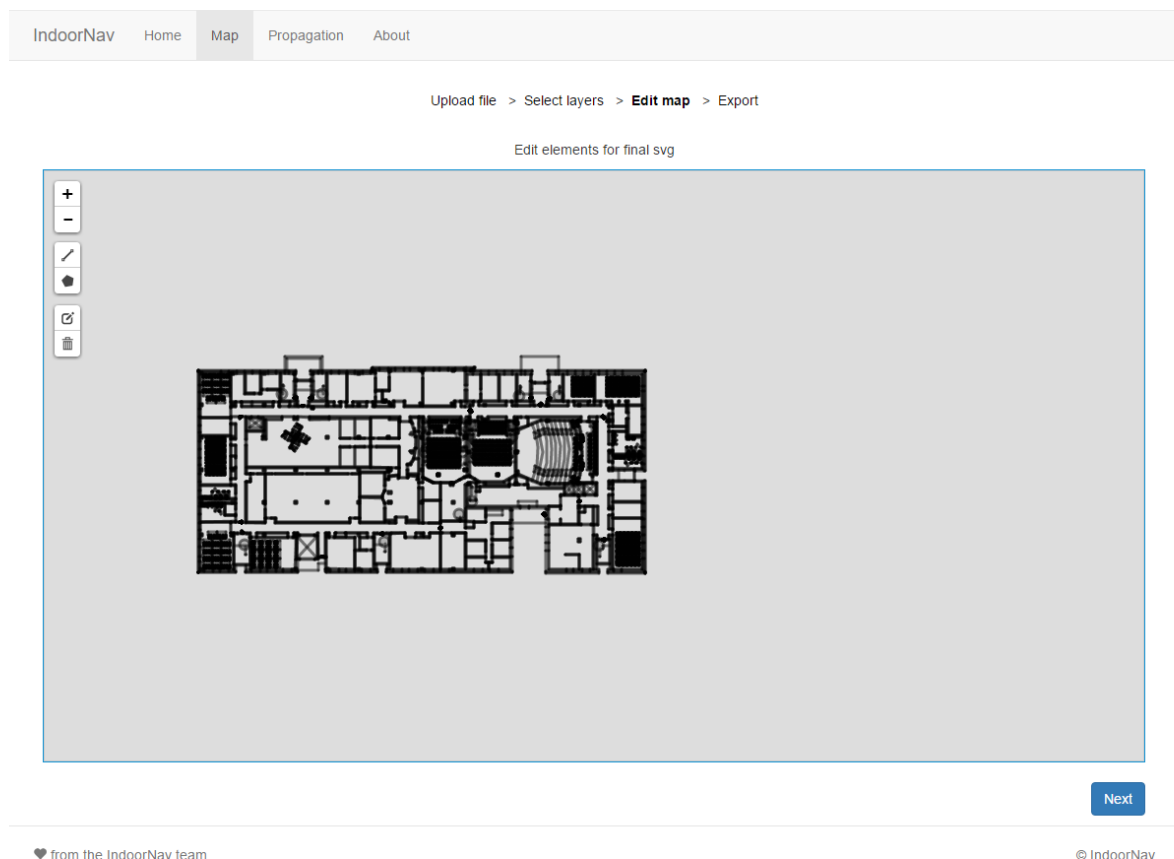 IndoorNav Home Map Propagation About
Upload file > Select layers > Edit map > Export
Edit elements for final svg
+
−
Next
♥ from the IndoorNav team
© IndoorNav